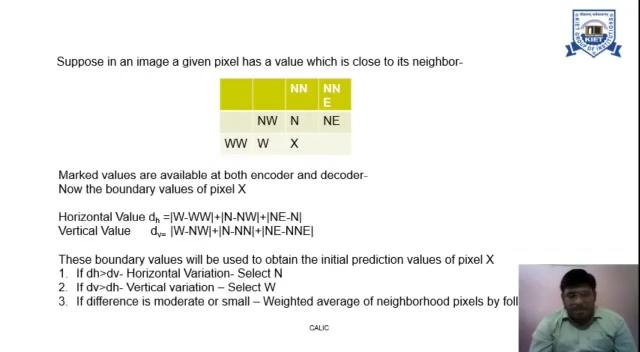 Suppose in an image a given pixel has a value which is close to its neighbor-
NN NN
E
NW N NE
WW W X
Marked values are available at both encoder and decoder-
Now the boundary values of pixel X
Horizontal Value dh =|W-WW|+|N-NW|+|NE-N|
Vertical Value dv= |W-NW|+|N-NN|+|NE-NNE|
These boundary values will be used to obtain the initial prediction values of pixel X
1. If dh>dv- Horizontal Variation- Select N
2. If dv>dh- Vertical variation – Select W
3. If difference is moderate or small – Weighted average of neighborhood pixels by foll
CALIC
KIET